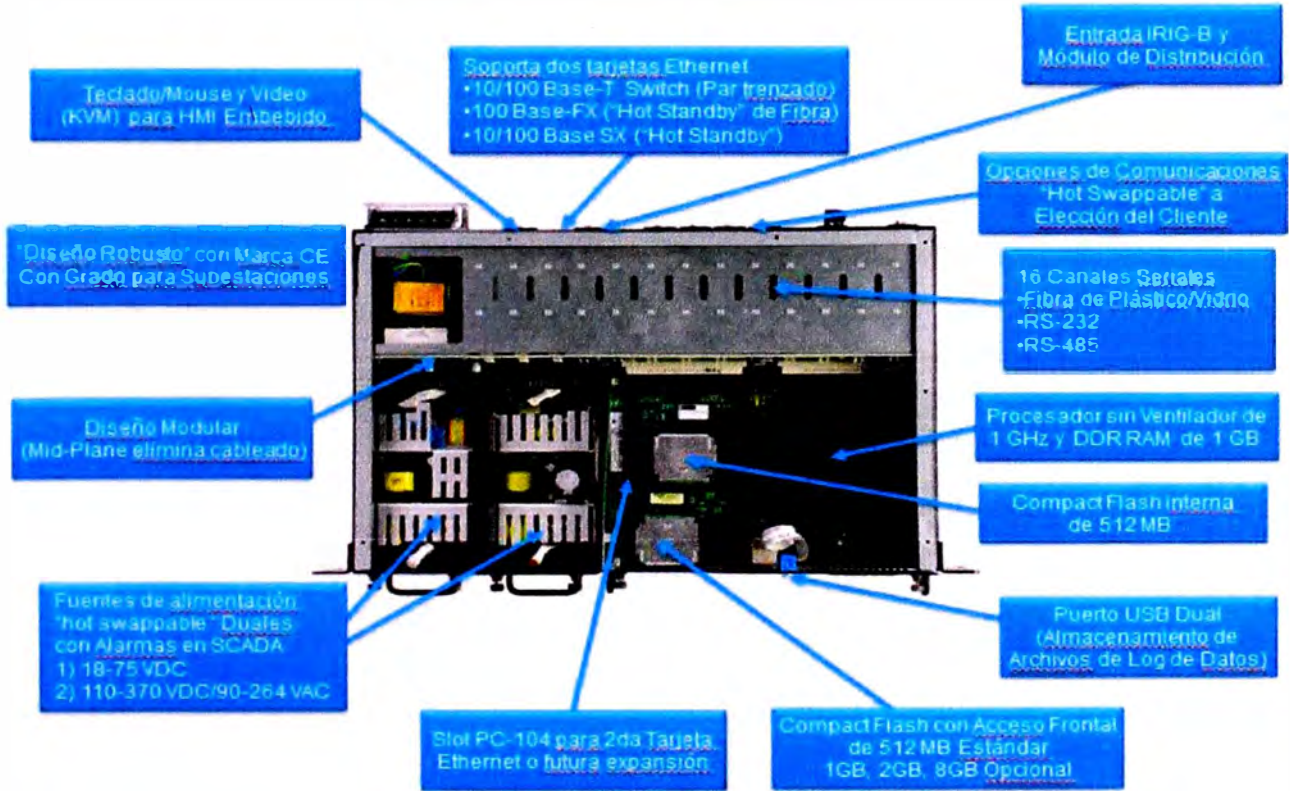 Entrada IRIG-B y
Módulo de Distribución
Teclado/Mouse y Video
(KVM) para HMI Embebido
Soporta dos tarjetas Ethernet
•10/100 Base-T Switch (Par trenzado)
•100 Base-FX ("Hot Standby" de Fibra)
•10/100 Base SX ("Hot Standby")
Opciones de Comunicaciones
"Hot Swappable" a
Elección del Cliente
"Diseño Robusto" con Marca CE
Con Grado para Subestaciones
16 Canales Seriales
•Fibra de Plástico/Vidrio
•RS-232
•RS-485
Diseño Modular
(Mid-Plane elimina cableado)
Procesador sin Ventilador de
1 GHz y DDR RAM de 1 GB
Compact Flash interna
de 512 MB
Fuentes de alimentación
"hot swappable" Duales
con Alarmas en SCADA
1) 18-75 VDC
2) 110-370 VDC/90-264 VAC
Puerto USB Dual
(Almacenamiento de
Archivos de Log de Datos)
Slot PC-104 para 2da Tarjeta
Ethernet o futura expansión
Compact Flash con Acceso Frontal
de 512 MB Estándar
1GB, 2GB, 8GB Opcional